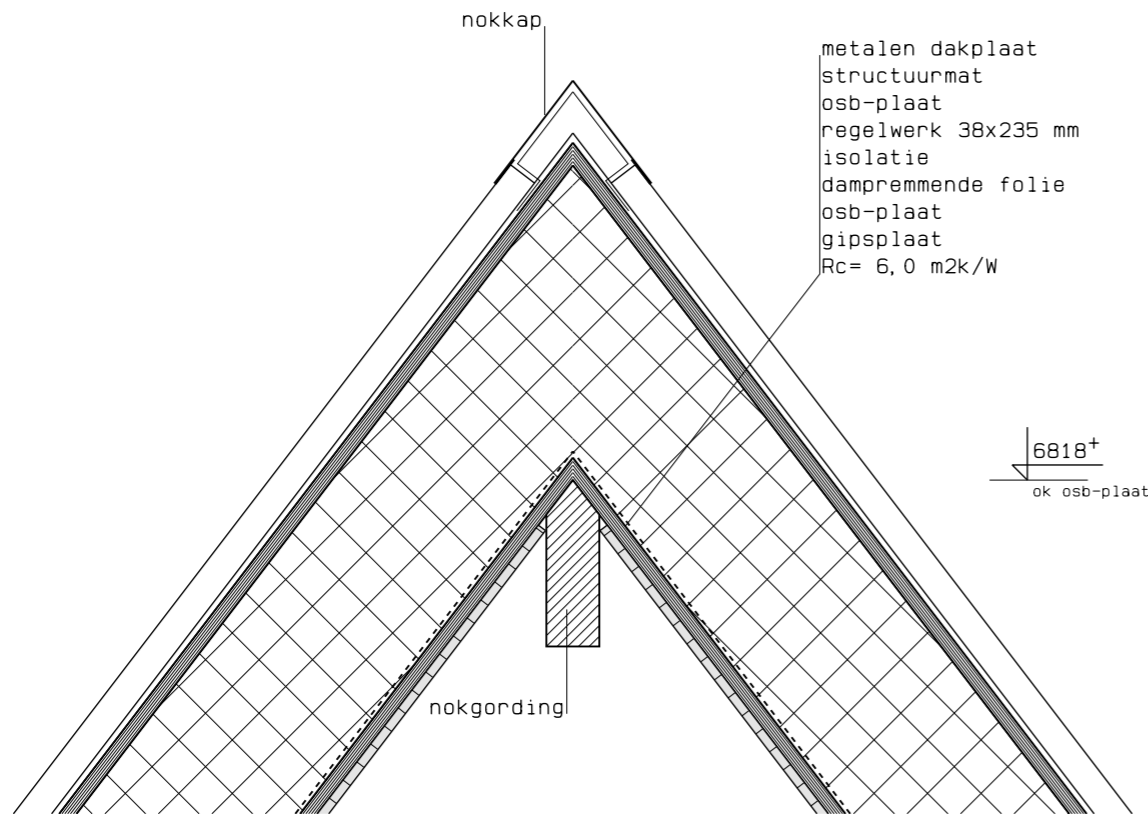 nokkap
metalen dakplaat
structuurmat
osb-plaat
regelwerk 38x235 mm
isolatie
dampremmende folie
osb-plaat
gipsplaat
Rc= 6,0 m2k/W
6818+
ok osb-plaat
nokgording